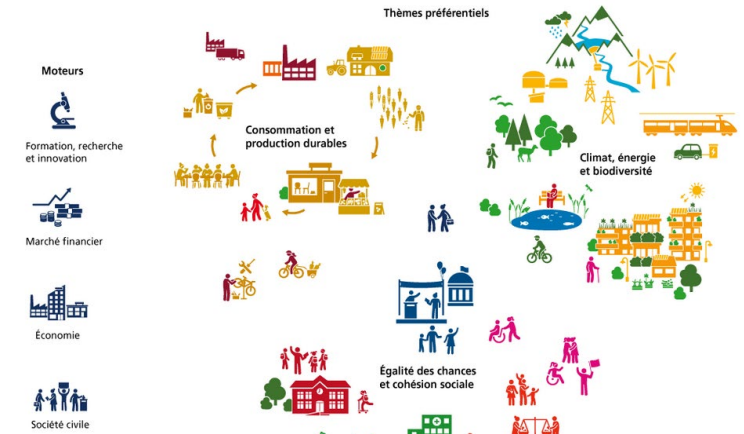 Thèmes préférentiels
Moteurs
Formation, recherche
et innovation
Consommation et
production durables
Climat, énergie
et biodiversité
Marché financier
Économie
Égalité des chances
et cohésion sociale
Société civile